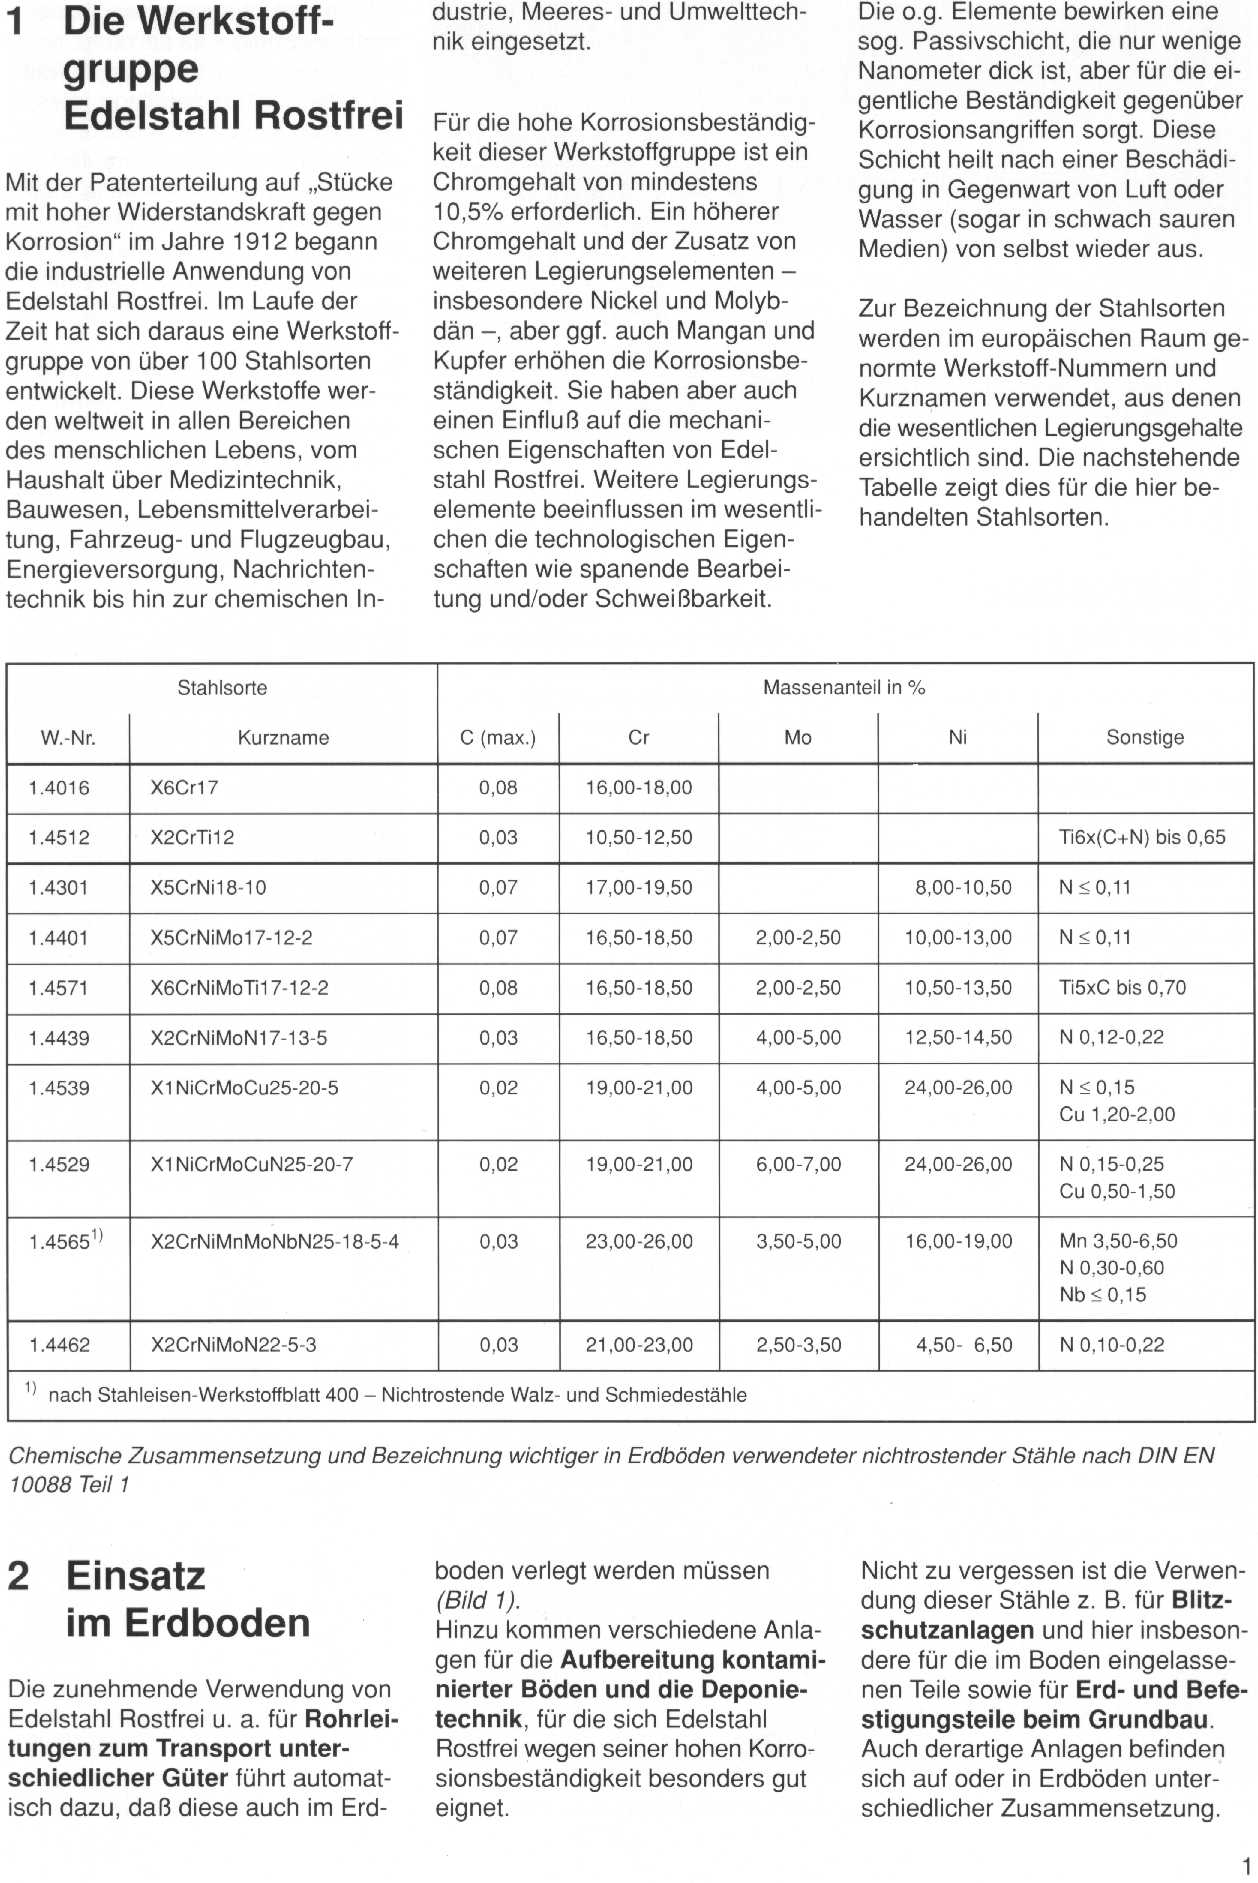 1 Die Werkstoff-
gruppe
Edelstahl Rostfrei
Mit der Patenterteilung auf „Stücke
mit hoher Widerstandskraft gegen
Korrosion“ im Jahre 1912 begann
die industrielle Anwendung von
Edelstahl Rostfrei. Im Laufe der
Zeit hat sich daraus eine Werkstoff-
gruppe von über 100 Stahlsorten
entwickelt. Diese Werkstoffe wer-
den weltweit in allen Bereichen
des menschlichen Lebens, vom
Haushalt über Medizintechnik,
Bauwesen, Lebensmittelverarbei-
tung, Fahrzeug- und Flugzeugbau,
Energieversorgung, Nachrichten-
technik bis hin zur chemischen In-
dustrie, Meeres- und Umwelttech-
nik eingesetzt.
Für die hohe Korrosionsbeständig-
keit dieser Werkstoffgruppe ist ein
Chromgehalt von mindestens
10,5% erforderlich. Ein höherer
Chromgehalt und der Zusatz von
weiteren Legierungselementen –
insbesondere Nickel und Molyb-
dän –, aber ggf. auch Mangan und
Kupfer erhöhen die Korrosionsbe-
ständigkeit. Sie haben aber auch
einen Einfluß auf die mechani-
schen Eigenschaften von Edel-
stahl Rostfrei. Weitere Legierungs-
elemente beeinflussen im wesentli-
chen die technologischen Eigen-
schaften wie spanende Bearbei-
tung und/oder Schweißbarkeit.
Die o.g. Elemente bewirken eine
sog. Passivschicht, die nur wenige
Nanometer dick ist, aber für die ei-
gentliche Beständigkeit gegenüber
Korrosionsangriffen sorgt. Diese
Schicht heilt nach einer Beschädi-
gung in Gegenwart von Luft oder
Wasser (sogar in schwach sauren
Medien) von selbst wieder aus.
Zur Bezeichnung der Stahlsorten
werden im europäischen Raum ge-
normte Werkstoff-Nummern und
Kurznamen verwendet, aus denen
die wesentlichen Legierungsgehalte
ersichtlich sind. Die nachstehende
Tabelle zeigt dies für die hier be-
handelten Stahlsorten.
Stahlsorte Massenanteil in %
W.-Nr. Kurzname C (max.) Cr Mo Ni Sonstige
1.4016 X6Cr17 0,08 16,00-18,00
1.4512 X2CrTi12 0,03 10,50-12,50 Ti6x(C+N) bis 0,65
1.4301 X5CrNi18-10 0,07 17,00-19,50 8,00-10,50 N ≤ 0,11
1.4401 X5CrNiMo17-12-2 0,07 16,50-18,50 2,00-2,50 10,00-13,00 N ≤ 0,11
1.4571 X6CrNiMoTi17-12-2 0,08 16,50-18,50 2,00-2,50 10,50-13,50 Ti5xC bis 0,70
1.4439 X2CrNiMoN17-13-5 0,03 16,50-18,50 4,00-5,00 12,50-14,50 N 0,12-0,22
1.4539 X1NiCrMoCu25-20-5 0,02 19,00-21,00 4,00-5,00 24,00-26,00 N ≤ 0,15
Cu 1,20-2,00
1.4529 X1NiCrMoCuN25-20-7 0,02 19,00-21,00 6,00-7,00 24,00-26,00 N 0,15-0,25
Cu 0,50-1,50
1.4565¹⁾ X2CrNiMnMoNbN25-18-5-4 0,03 23,00-26,00 3,50-5,00 16,00-19,00 Mn 3,50-6,50
N 0,30-0,60
Nb ≤ 0,15
1.4462 X2CrNiMoN22-5-3 0,03 21,00-23,00 2,50-3,50 4,50- 6,50 N 0,10-0,22
¹⁾ nach Stahleisen-Werkstoffblatt 400 – Nichtrostende Walz- und Schmiedestähle
Chemische Zusammensetzung und Bezeichnung wichtiger in Erdböden verwendeter nichtrostender Stähle nach DIN EN
10088 Teil 1
2 Einsatz
im Erdboden
Die zunehmende Verwendung von
Edelstahl Rostfrei u. a. für Rohrlei-
tungen zum Transport unter-
schiedlicher Güter führt automat-
isch dazu, daß diese auch im Erd-
boden verlegt werden müssen
(Bild 1).
Hinzu kommen verschiedene Anla-
gen für die Aufbereitung kontami-
nierter Böden und die Deponie-
technik, für die sich Edelstahl
Rostfrei wegen seiner hohen Korro-
sionsbeständigkeit besonders gut
eignet.
Nicht zu vergessen ist die Verwen-
dung dieser Stähle z. B. für Blitz-
schutzanlagen und hier insbeson-
dere für die im Boden eingelasse-
nen Teile sowie für Erd- und Befe-
stigungsteile beim Grundbau.
Auch derartige Anlagen befinden
sich auf oder in Erdböden unter-
schiedlicher Zusammensetzung.
1